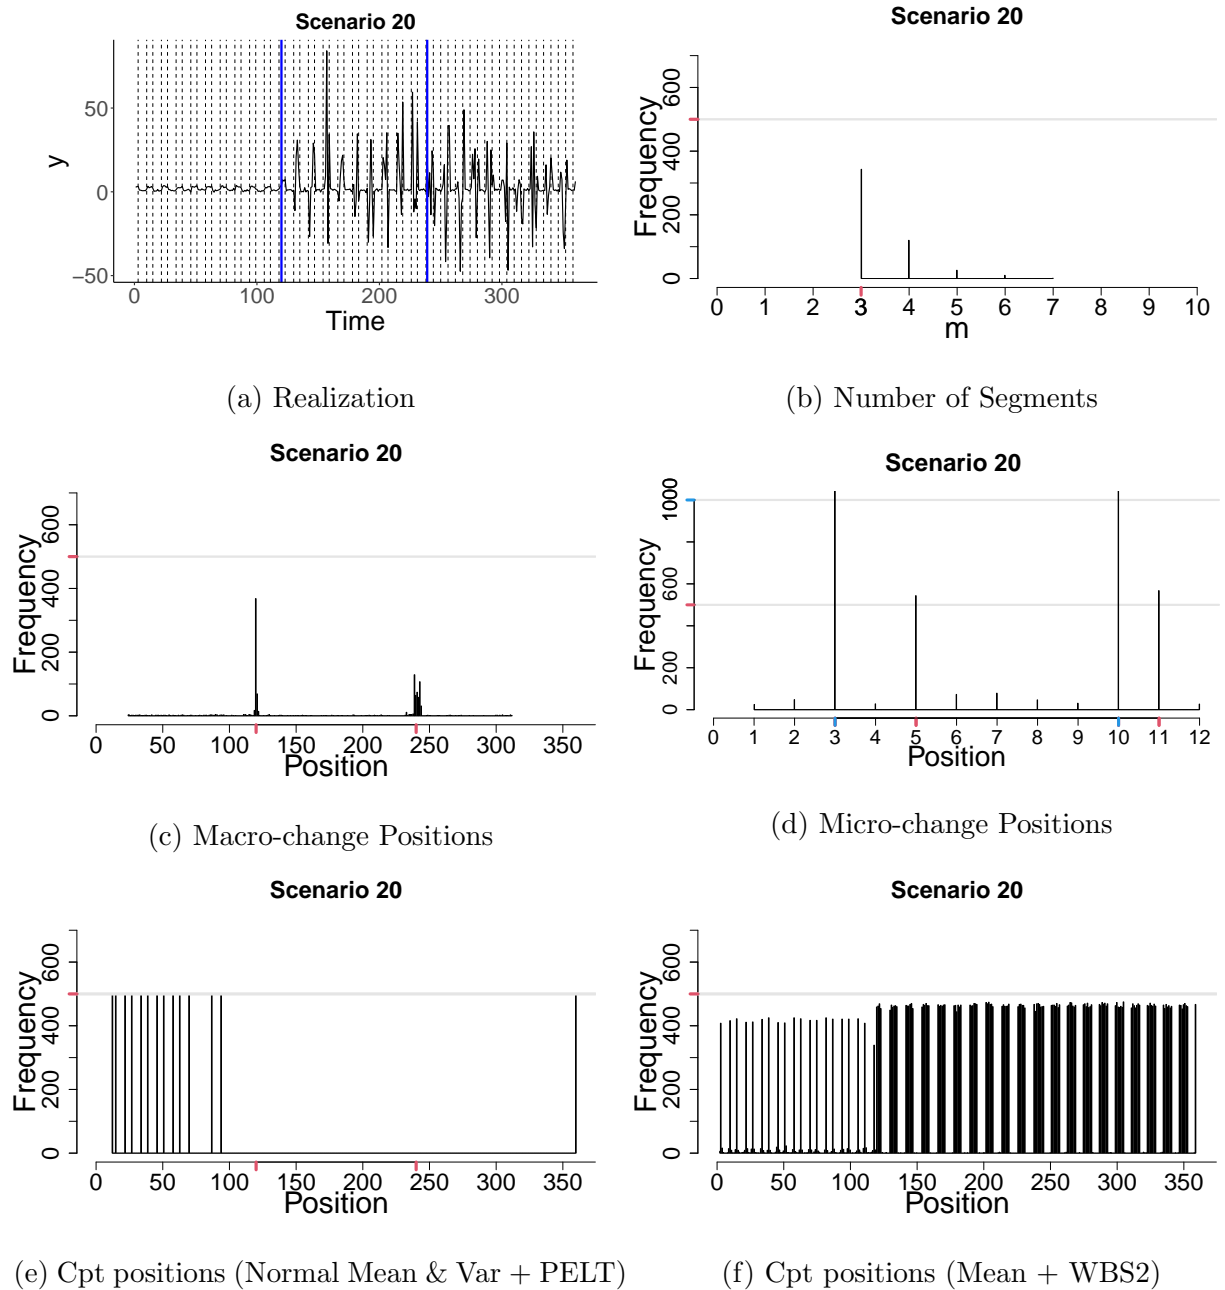 Scenario 20
y
50
0
−50
0 100 200 300
Time
(a) Realization
Scenario 20
Frequency
0 200 400 600
0 1 2 3 4 5 6 7 8 9 10
m
(b) Number of Segments
Scenario 20
Frequency
0 200 400 600
0 50 100 150 200 250 300 350
Position
(c) Macro-change Positions
Scenario 20
Frequency
0 200 600 1000
0 1 2 3 4 5 6 7 8 9 10 11 12
Position
(d) Micro-change Positions
Scenario 20
Frequency
0 200 400 600
0 50 100 150 200 250 300 350
Position
(e) Cpt positions (Normal Mean & Var + PELT)
Scenario 20
Frequency
0 200 400 600
0 50 100 150 200 250 300 350
Position
(f) Cpt positions (Mean + WBS2)